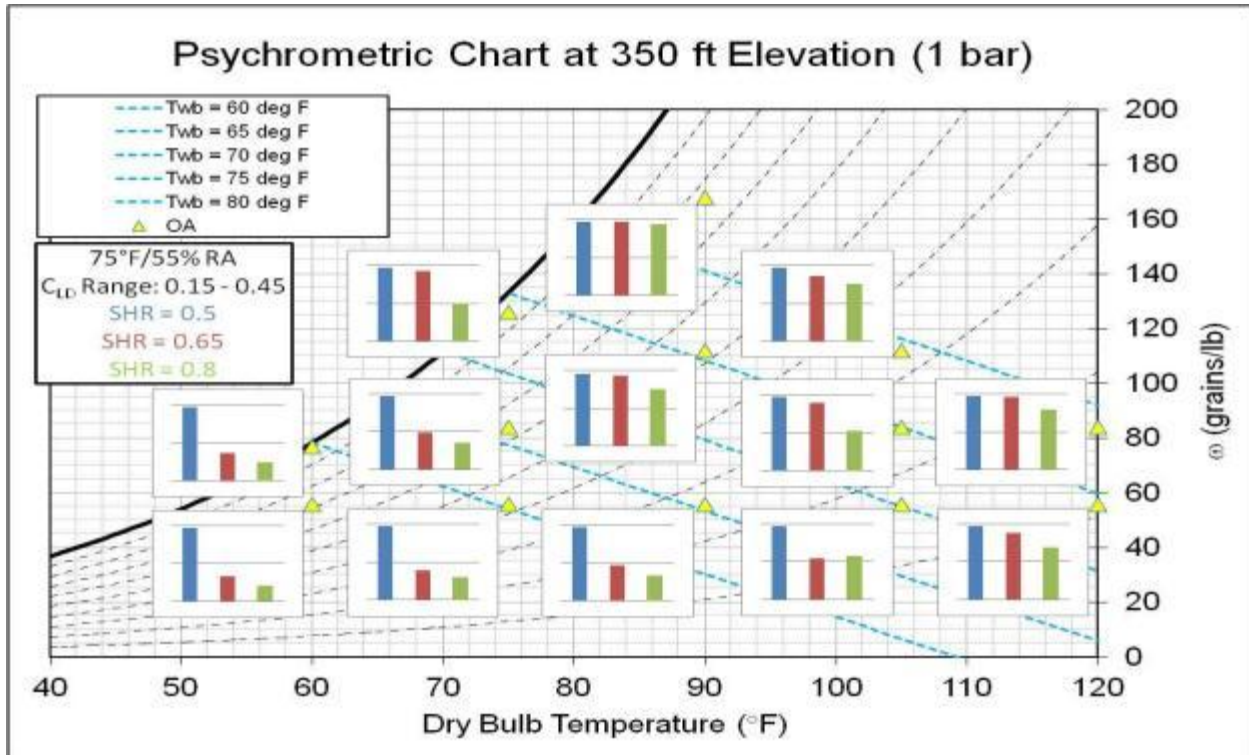 Psychrometric Chart at 350 ft Elevation (1 bar)
Twb = 60 deg F
Twb = 65 deg F
Twb = 70 deg F
Twb = 75 deg F
Twb = 80 deg F
OA
75°F/55% RA
C_LD Range: 0.15 - 0.45
SHR = 0.5
SHR = 0.65
SHR = 0.8
200
180
160
140
120
100
80
60
40
20
0
ω (grains/lb)
40 50 60 70 80 90 100 110 120
Dry Bulb Temperature (°F)